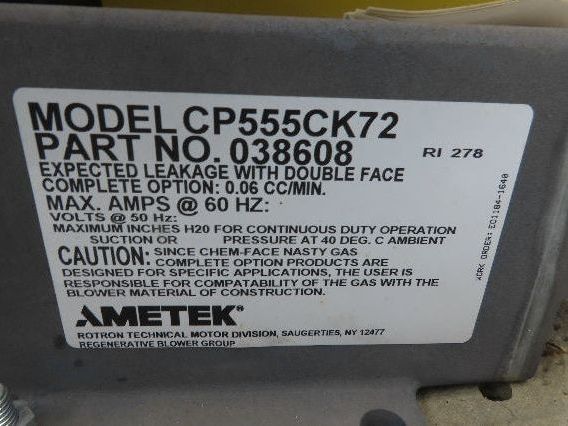 MODEL CP555CK72
PART NO. 038608 RI 278
EXPECTED LEAKAGE WITH DOUBLE FACE
COMPLETE OPTION: 0.06 CC/MIN.
MAX. AMPS @ 60 HZ:
VOLTS @ 50 Hz:
MAXIMUM INCHES H20 FOR CONTINUOUS DUTY OPERATION
SUCTION OR PRESSURE AT 40 DEG. C AMBIENT
CAUTION: SINCE CHEM-FACE NASTY GAS
COMPLETE OPTION PRODUCTS ARE
DESIGNED FOR SPECIFIC APPLICATIONS, THE USER IS
RESPONSIBLE FOR COMPATABILITY OF THE GAS WITH THE
BLOWER MATERIAL OF CONSTRUCTION.
AMETEK®
ROTRON TECHNICAL MOTOR DIVISION, SAUGERTIES, NY 12477
REGENERATIVE BLOWER GROUP
WORK ORDER: E01184-1640